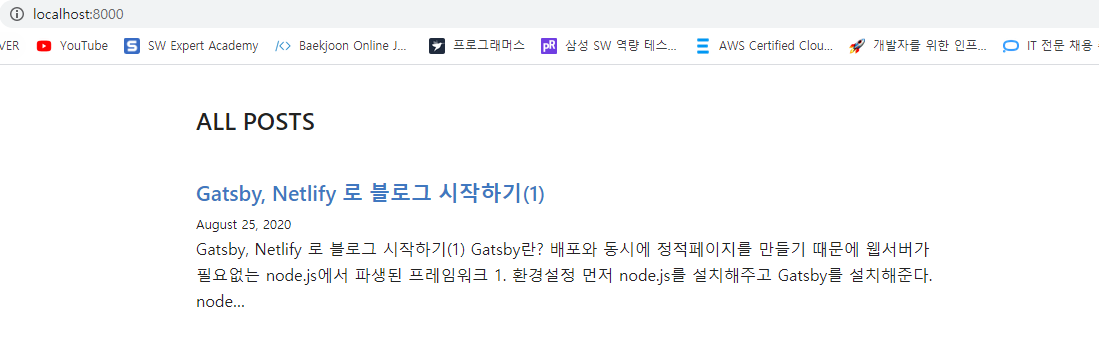 localhost:8000
VER YouTube SW Expert Academy Baekjoon Online J... 프로그래머스 pR 삼성 SW 역량 테스... AWS Certified Clou... 개발자를 위한 인프... IT 전문 채용
ALL POSTS
Gatsby, Netlify 로 블로그 시작하기(1)
August 25, 2020
Gatsby, Netlify 로 블로그 시작하기(1) Gatsby란? 배포와 동시에 정적페이지를 만들기 때문에 웹서버가
필요없는 node.js에서 파생된 프레임워크 1. 환경설정 먼저 node.js를 설치해주고 Gatsby를 설치해준다.
node...